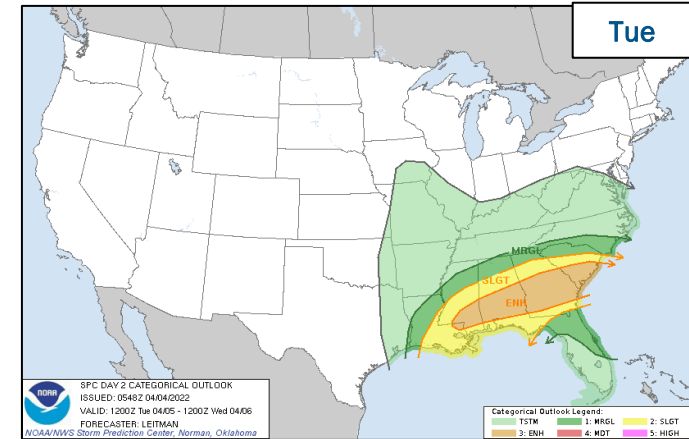 Tue
MRGL
SLGT
ENH
NOAA
SPC DAY 2 CATEGORICAL OUTLOOK
ISSUED: 0548Z 04/04/2022
VALID: 1200Z Tue 04/05 - 1200Z Wed 04/06
FORECASTER: LEITMAN
NOAA/NWS Storm Prediction Center, Norman, Oklahoma
Categorical Outlook Legend:
TSTM 1: MRGL 2: SLGT
3: ENH 4: MDT 5: HIGH